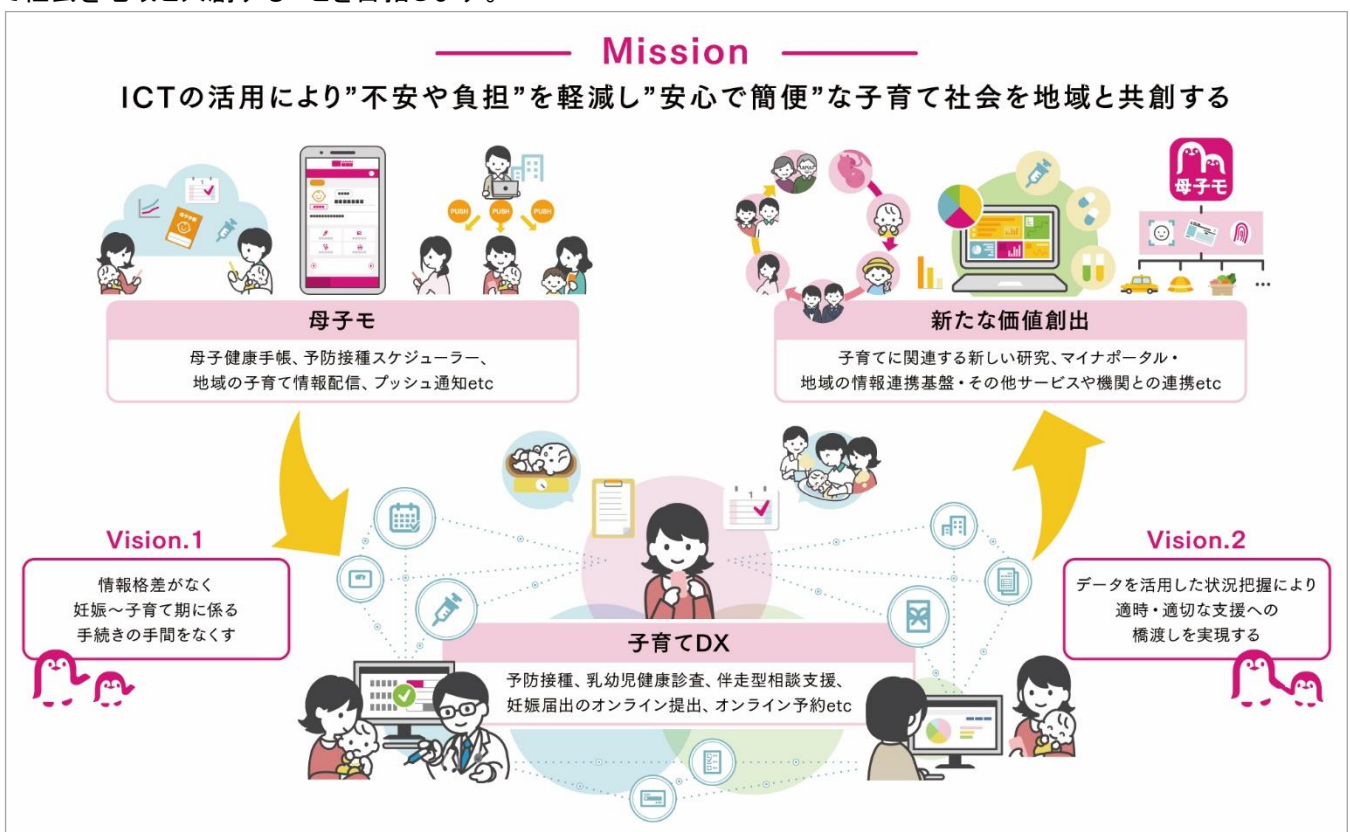 Mission
ICTの活用により”不安や負担”を軽減し”安心で簡便”な子育て社会を地域と共創する
母子手帳
1
PUSH
PUSH
PUSH
母子モ
母子モ
母子健康手帳、予防接種スケジューラー、
地域の子育て情報配信、プッシュ通知etc
新たな価値創出
子育てに関連する新しい研究、マイナポータル・
地域の情報連携基盤・その他サービスや機関との連携etc
…
1
Vision.1
情報格差がなく
妊娠～子育て期に係る
手続きの手間をなくす
Vision.2
データを活用した状況把握により
適時・適切な支援への
橋渡しを実現する
子育てDX
予防接種、乳幼児健康診査、伴走型相談支援、
妊娠届出のオンライン提出、オンライン予約etc